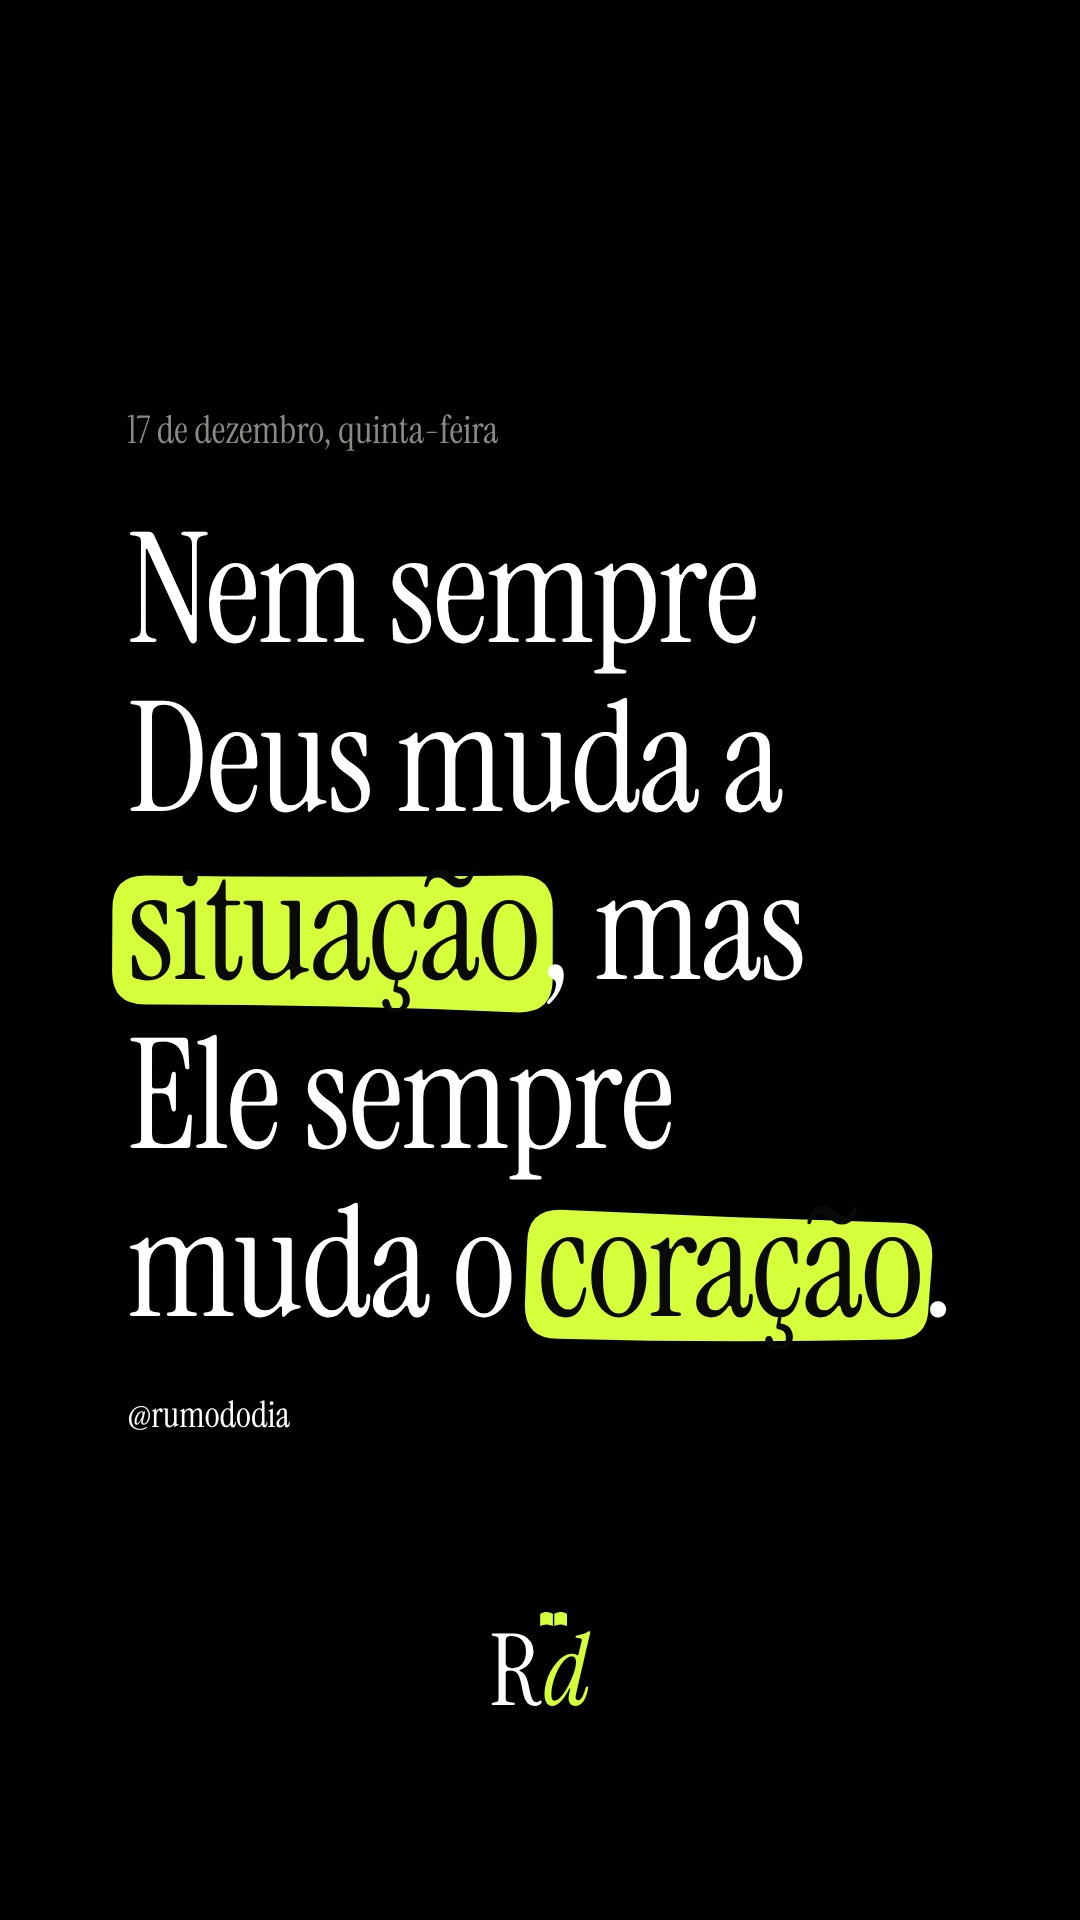 17 de dezembro, quinta-feira
Nem sempre
Deus muda a
situação, mas
Ele sempre
muda o coração.
@rumododia
Rd